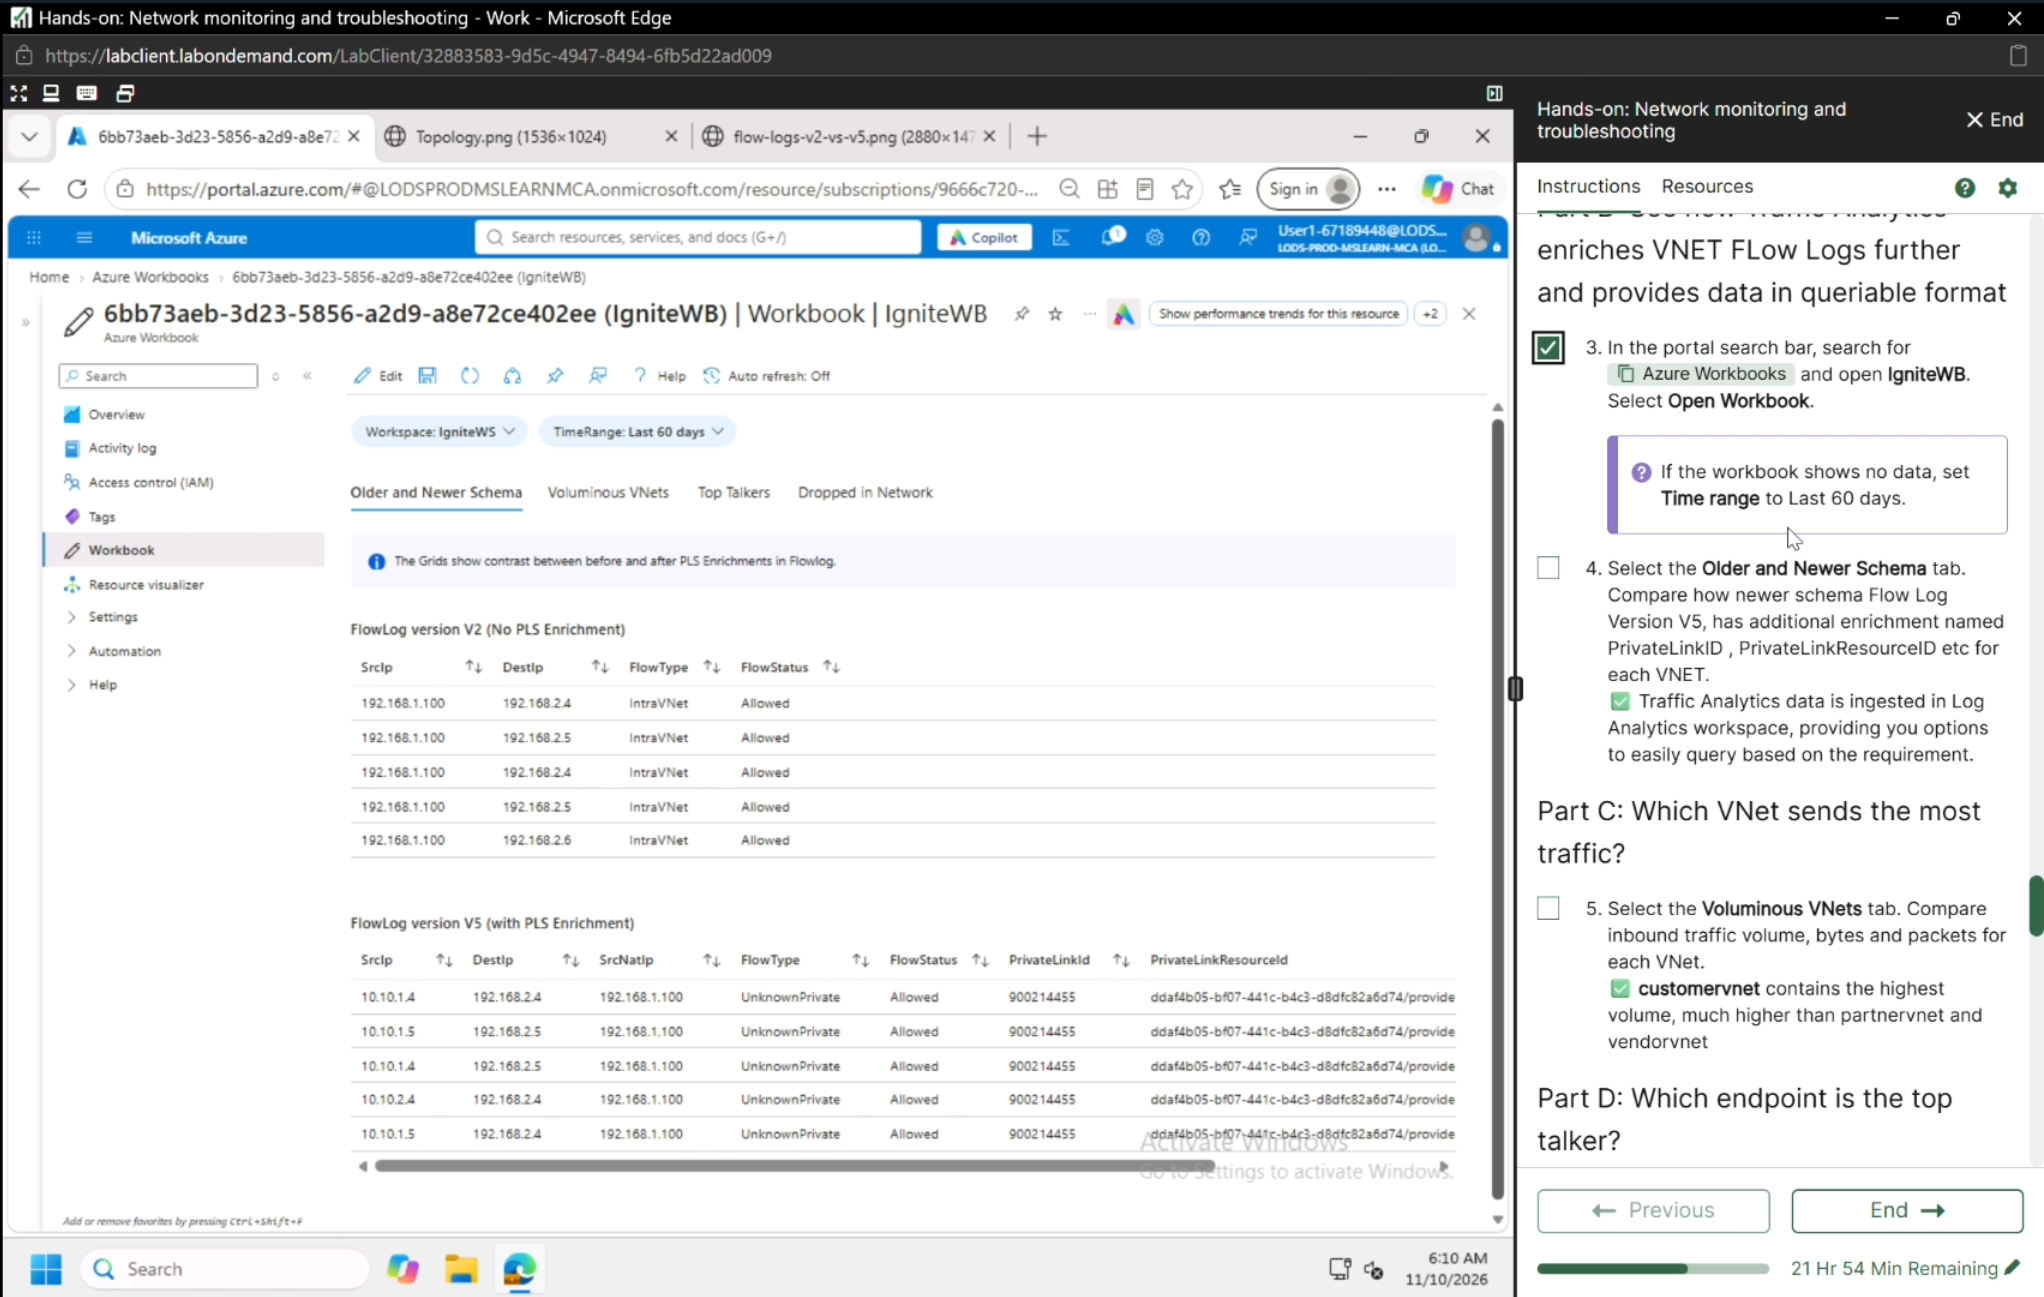 Hands-on: Network monitoring and troubleshooting - Work - Microsoft Edge
https://labclient.labondemand.com/LabClient/32883583-9d5c-4947-8494-6fb5d22ad009
6bb73aeb-3d23-5856-a2d9-a8e72
Topology.png (1536×1024)
flow-logs-v2-vs-v5.png (2880×147
https://portal.azure.com/#@LODSPRODMSLEARNMCA.onmicrosoft.com/resource/subscriptions/9666c720-...
Sign in
Chat
Microsoft Azure
Search resources, services, and docs (G+/)
Copilot
1
User1-67189448@LODS...
LODS-PROD-MSLEARN-MCA (LO...
Home > Azure Workbooks > 6bb73aeb-3d23-5856-a2d9-a8e72ce402ee (IgniteWB)
6bb73aeb-3d23-5856-a2d9-a8e72ce402ee (IgniteWB) | Workbook | IgniteWB
Azure Workbook
Show performance trends for this resource
+2
Search
Overview
Activity log
Access control (IAM)
Tags
Workbook
Resource visualizer
Settings
Automation
Help
Edit
Help
Auto refresh: Off
Workspace: IgniteWS
TimeRange: Last 60 days
Older and Newer Schema Voluminous VNets Top Talkers Dropped in Network
The Grids show contrast between before and after PLS Enrichments in Flowlog.
FlowLog version V2 (No PLS Enrichment)
SrcIp DestIp FlowType FlowStatus
192.168.1.100 192.168.2.4 IntraVNet Allowed
192.168.1.100 192.168.2.5 IntraVNet Allowed
192.168.1.100 192.168.2.4 IntraVNet Allowed
192.168.1.100 192.168.2.5 IntraVNet Allowed
192.168.1.100 192.168.2.6 IntraVNet Allowed
FlowLog version V5 (with PLS Enrichment)
SrcIp DestIp SrcNatIp FlowType FlowStatus PrivateLinkId PrivateLinkResourceId
10.10.1.4 192.168.2.4 192.168.1.100 UnknownPrivate Allowed 900214455 ddaf4b05-bf07-441c-b4c3-d8dfc82a6d74/provide
10.10.1.5 192.168.2.5 192.168.1.100 UnknownPrivate Allowed 900214455 ddaf4b05-bf07-441c-b4c3-d8dfc82a6d74/provide
10.10.1.4 192.168.2.5 192.168.1.100 UnknownPrivate Allowed 900214455 ddaf4b05-bf07-441c-b4c3-d8dfc82a6d74/provide
10.10.2.4 192.168.2.4 192.168.1.100 UnknownPrivate Allowed 900214455 ddaf4b05-bf07-441c-b4c3-d8dfc82a6d74/provide
10.10.1.5 192.168.2.4 192.168.1.100 UnknownPrivate Allowed 900214455 ddaf4b05-bf07-441c-b4c3-d8dfc82a6d74/provide
Activate Windows
Go to Settings to activate Windows.
Add or remove favorites by pressing Ctrl+Shift+F
Search
6:10 AM
11/10/2026
Hands-on: Network monitoring and
troubleshooting
End
Instructions Resources
enriches VNET FLow Logs further
and provides data in queriable format
3. In the portal search bar, search for
Azure Workbooks and open IgniteWB.
Select Open Workbook.
If the workbook shows no data, set
Time range to Last 60 days.
4. Select the Older and Newer Schema tab.
Compare how newer schema Flow Log
Version V5, has additional enrichment named
PrivateLinkID , PrivateLinkResourceID etc for
each VNET.
Traffic Analytics data is ingested in Log
Analytics workspace, providing you options
to easily query based on the requirement.
Part C: Which VNet sends the most
traffic?
5. Select the Voluminous VNets tab. Compare
inbound traffic volume, bytes and packets for
each VNet.
customervnet contains the highest
volume, much higher than partnervnet and
vendorvnet
Part D: Which endpoint is the top
talker?
← Previous
End →
21 Hr 54 Min Remaining